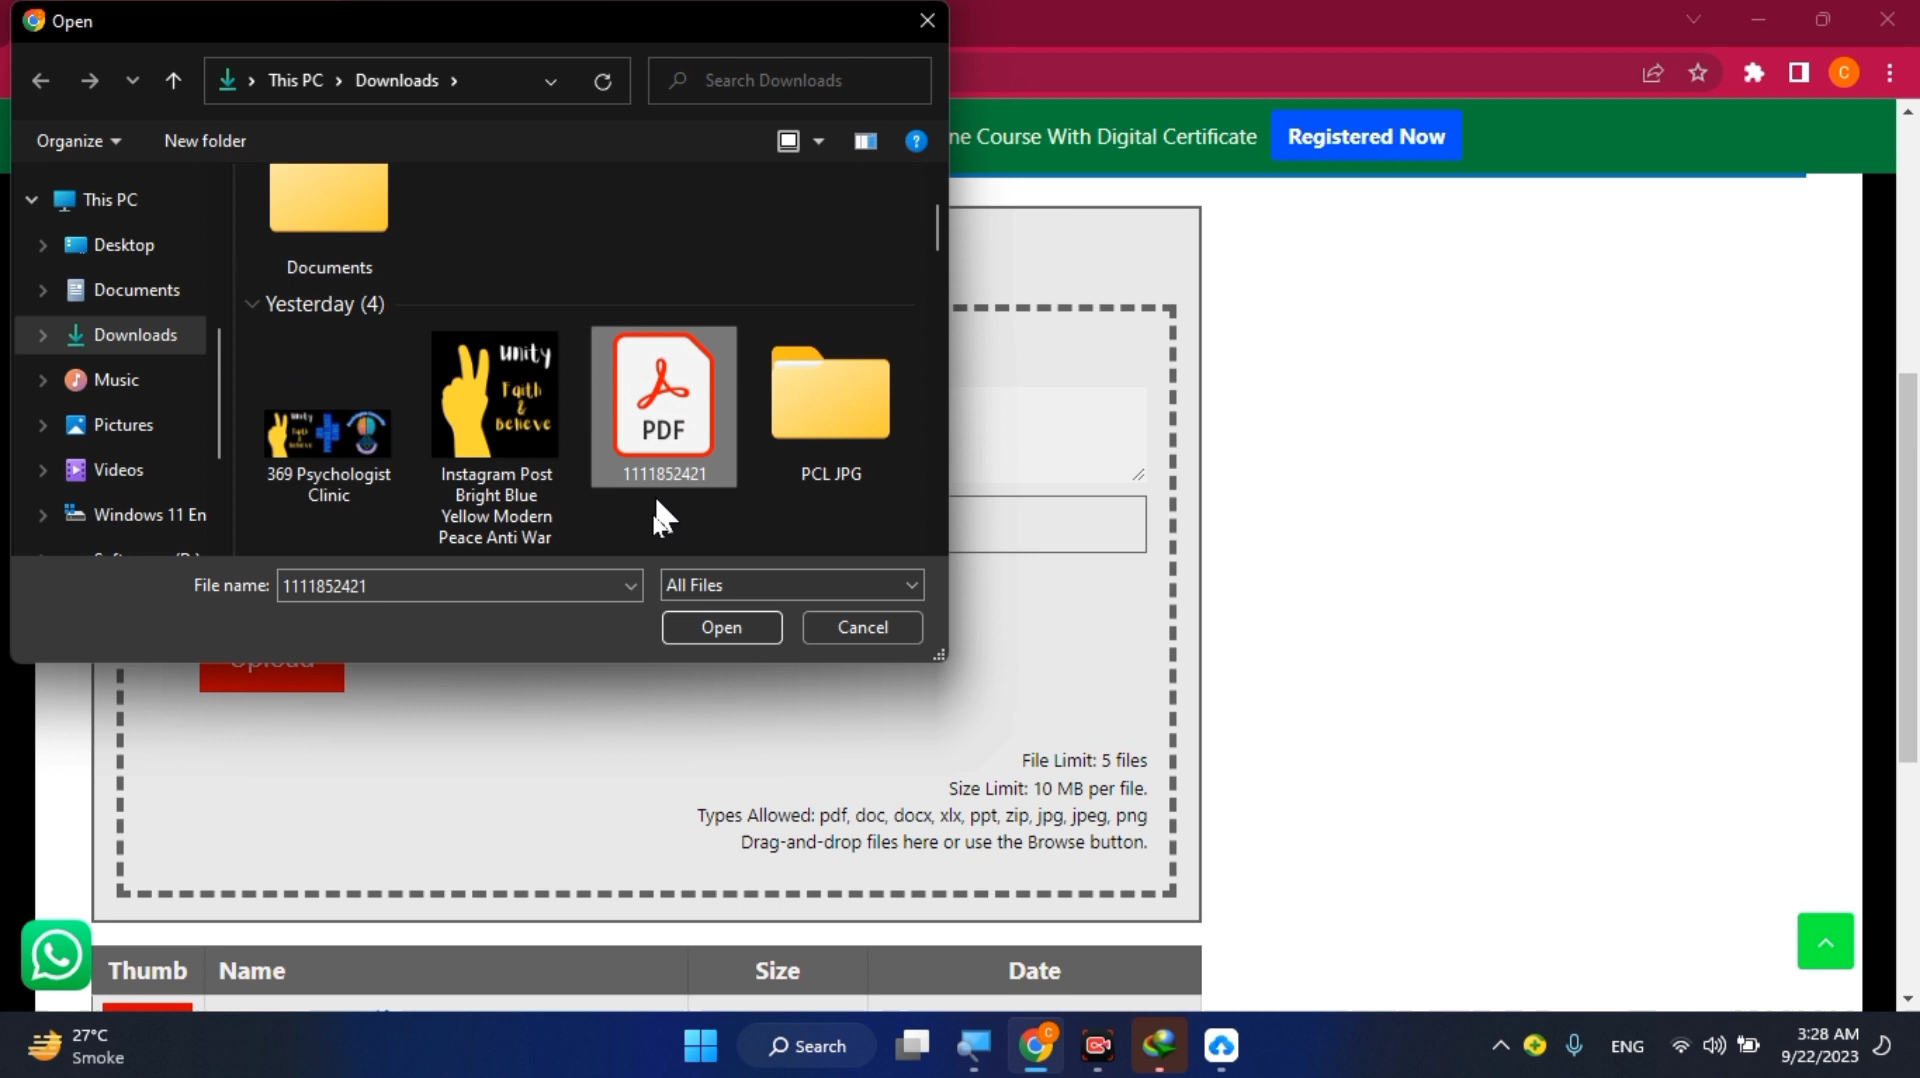 Open
This PC
Downloads
Search Downloads
Organize
New folder
ne Course With Digital Certificate
Registered Now
This PC
Desktop
Documents
Downloads
Music
Pictures
Videos
Windows 11 En
Documents
Yesterday (4)
Unity
Faith
&
Believe
PDF
369 Psychologist
Clinic
Instagram Post
Bright Blue
Yellow Modern
Peace Anti War
1111852421
PCL JPG
File name:
1111852421
All Files
Open
Cancel
Upload
File Limit: 5 files
Size Limit: 10 MB per file.
Types Allowed: pdf, doc, docx, xlx, ppt, zip, jpg, jpeg, png
Drag-and-drop files here or use the Browse button.
Thumb
Name
Size
Date
27°C
Smoke
Search
C
C
ENG
3:28 AM
9/22/2023